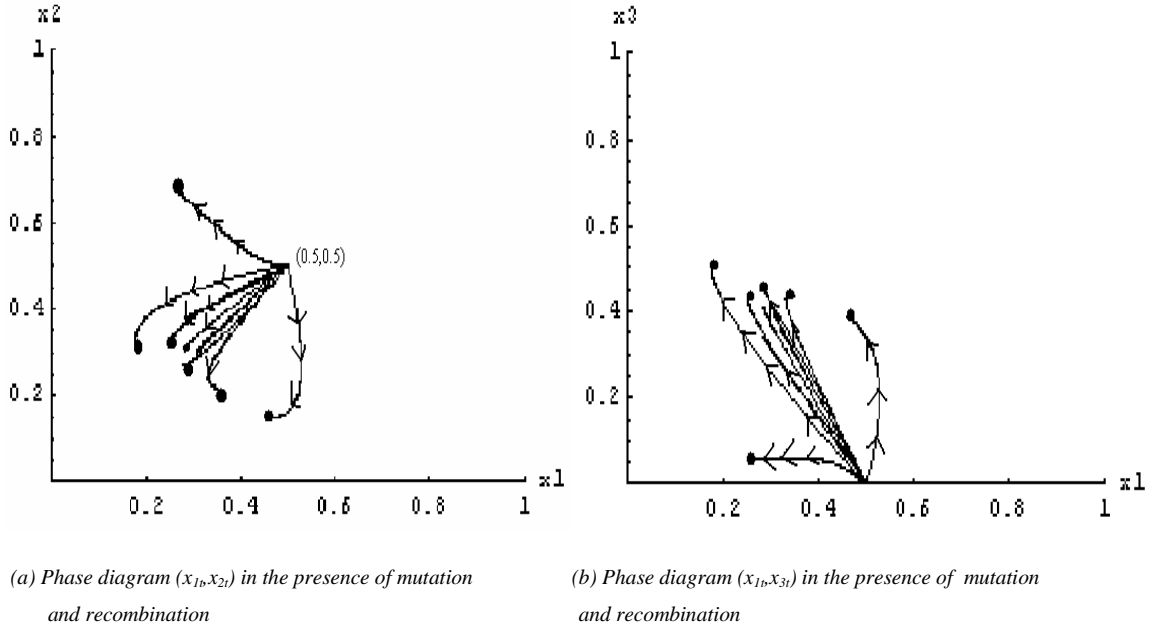 x2
1
0.8
0.6
0.4
0.2
(0.5,0.5)
x1
0.2 0.4 0.6 0.8 1
x3
1
0.8
0.6
0.4
0.2
x1
0.2 0.4 0.6 0.8 1
(a) Phase diagram (x1t,x2t) in the presence of mutation
and recombination
(b) Phase diagram (x1t,x3t) in the presence of mutation
and recombination